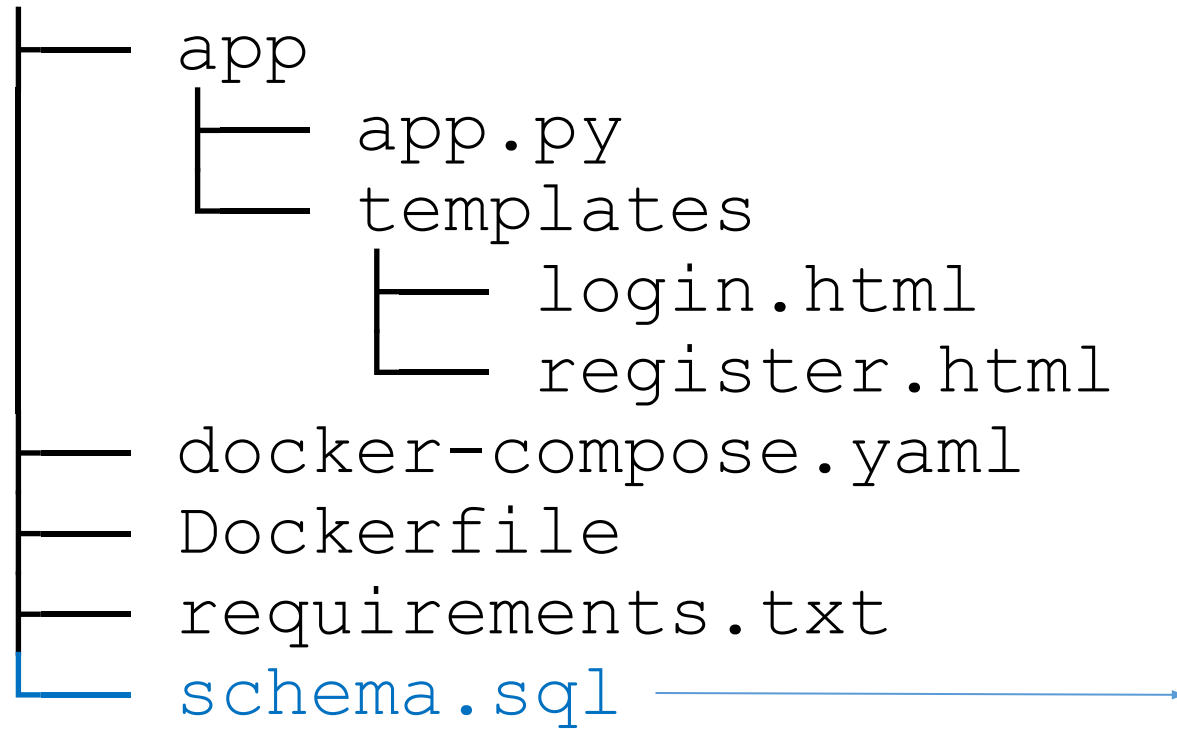 app
app.py
templates
login.html
register.html
docker-compose.yaml
Dockerfile
requirements.txt
schema.sql